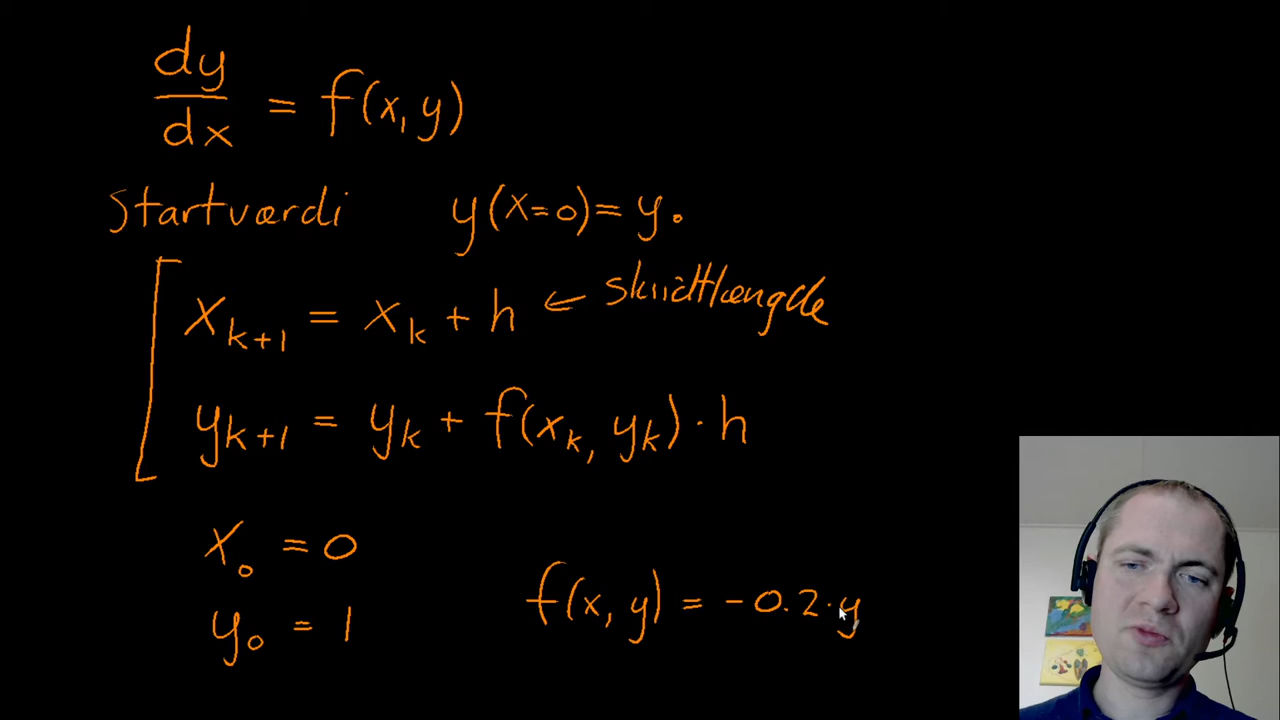 dy/dx = f(x, y)
Startværdi y(x=0) = y₀
x_{k+1} = x_k + h ← skridtlængde
y_{k+1} = y_k + f(x_k, y_k) · h
x₀ = 0
f(x, y) = -0.2 · y
y₀ = 1